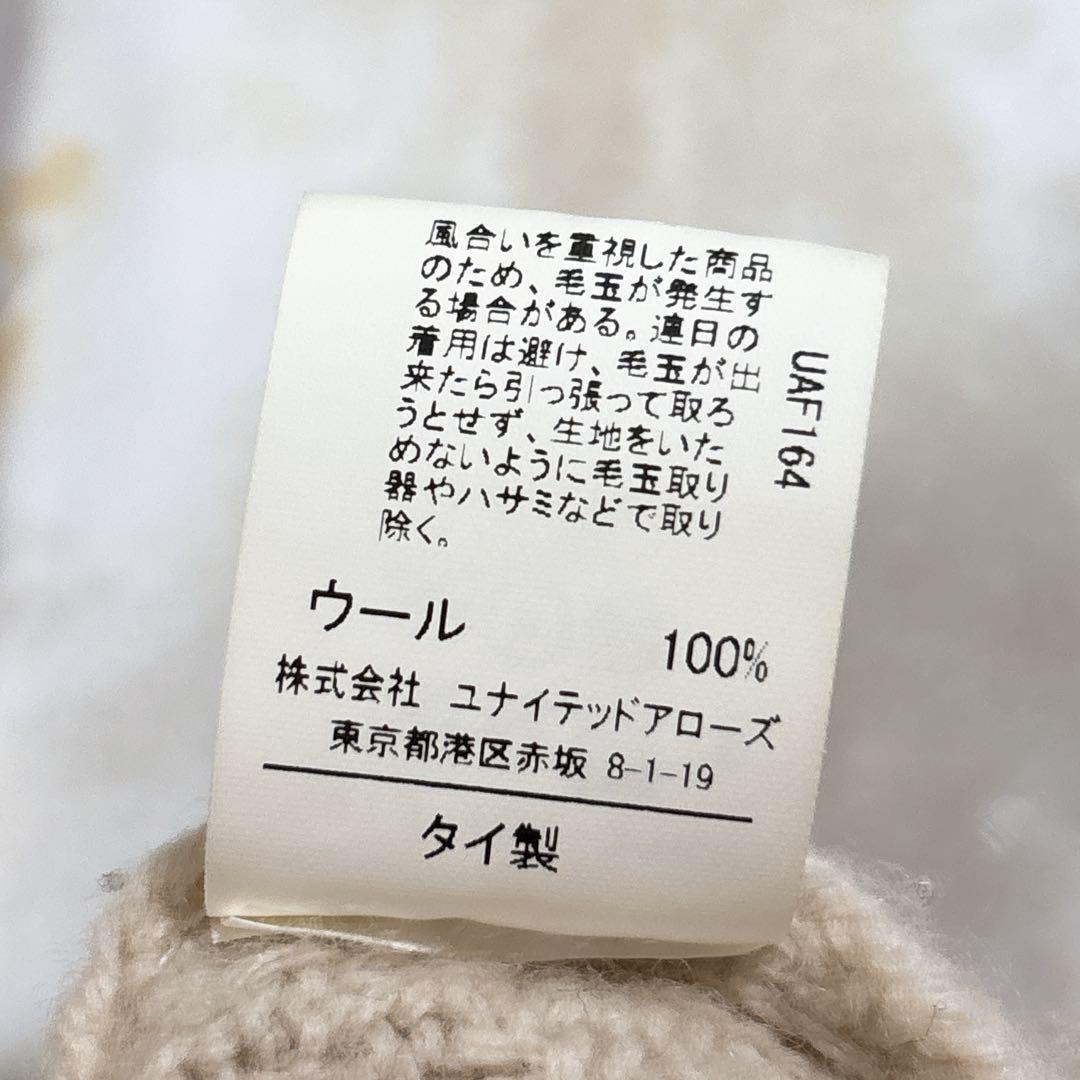 風合いを重視した商品
のため、毛玉が発生す
る場合がある。連日の
着用は避け、毛玉が出
来たら引っ張って取ろ
うとせず、生地をいた
めないように毛玉取り
器やハサミなどで取り
除く。
UAF164
ウール 100%
株式会社 ユナイテッドアローズ
東京都港区赤坂 8-1-19
タイ製